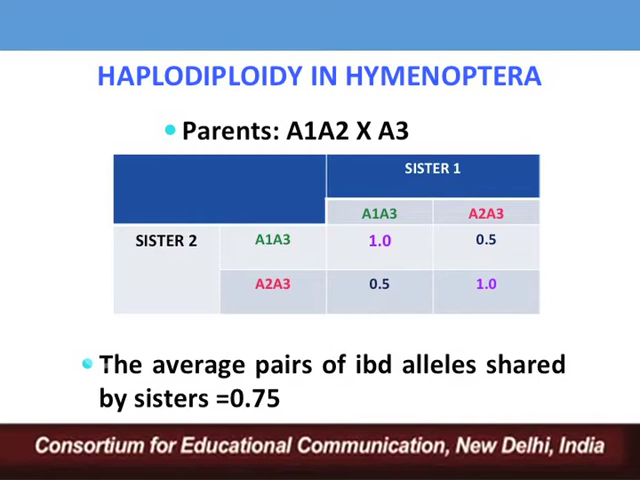 HAPLODIPLOIDY IN HYMENOPTERA
• Parents: A1A2 X A3
SISTER 1
A1A3 A2A3
SISTER 2 A1A3 1.0 0.5
A2A3 0.5 1.0
• The average pairs of ibd alleles shared
by sisters =0.75
Consortium for Educational Communication, New Delhi, India